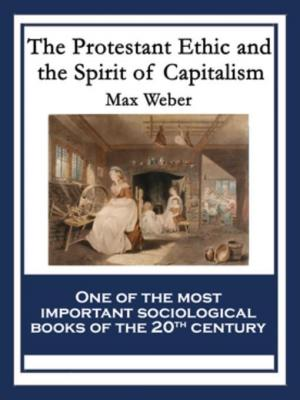 The Protestant Ethic and
the Spirit of Capitalism
Max Weber
One of the most
important sociological
books of the 20th century